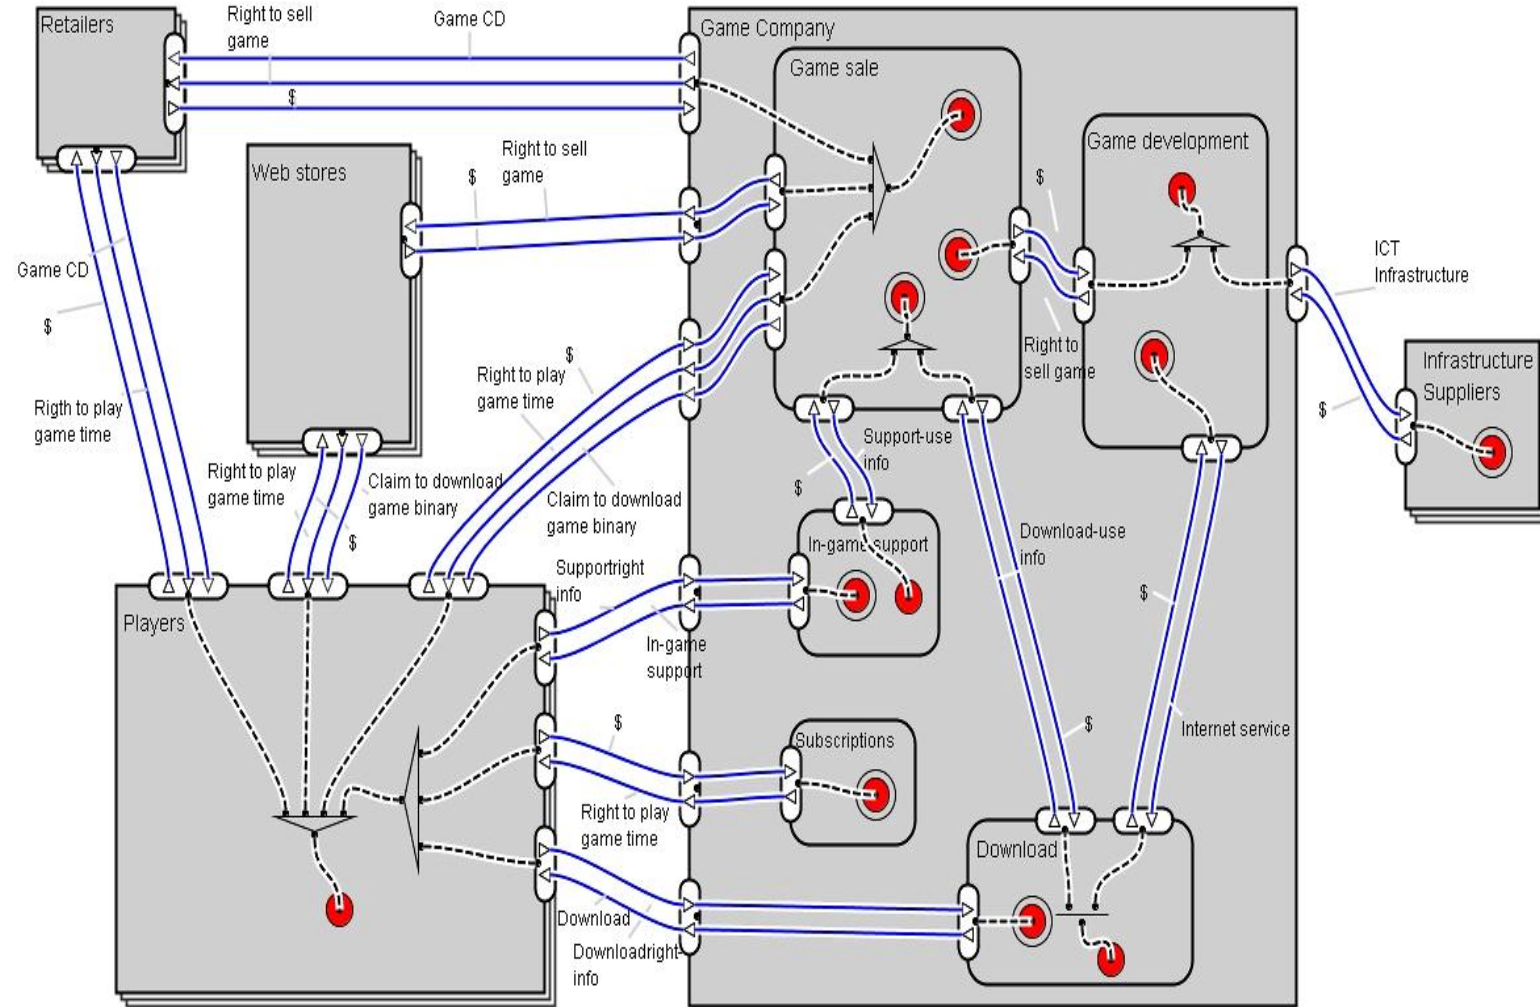 Retailers
Right to sell
game
Game CD
$
Game Company
Game sale
Game development
Web stores
Right to sell
game
$
$
ICT
Infrastructure
Game CD
$
Rigth to play
game time
$
Right to play
game time
Right to
sell game
Infrastructure
Suppliers
$
Right to play
game time
Claim to download
game binary
$
Claim to download
game binary
Support-use
info
$
Download-use
info
In-game support
Supportright
info
In-game
support
Players
$
$
$
Internet service
Subscriptions
Right to play
game time
Download
Download
Downloadright-
info